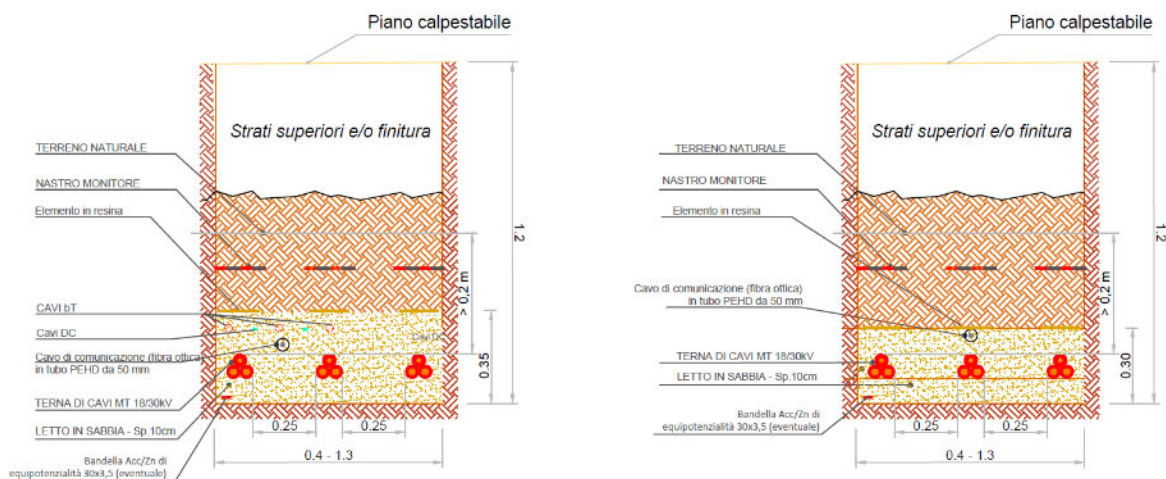 Piano calpestabile
Strati superiori e/o finitura
TERRENO NATURALE
NASTRO MONITORE
Elemento in resina
CAVI bT
Cavi DC
Cavo di comunicazione (fibra ottica)
in tubo PEHD da 50 mm
TERNA DI CAVI MT 18/30kV
LETTO IN SABBIA - Sp.10cm
Bandella Acc/Zn di
equipotenzialità 30x3,5 (eventuale)
1.2
> 0,2 m
0.35
0.25
0.25
0.4 - 1.3
Piano calpestabile
Strati superiori e/o finitura
TERRENO NATURALE
NASTRO MONITORE
Elemento in resina
Cavo di comunicazione (fibra ottica)
in tubo PEHD da 50 mm
TERNA DI CAVI MT 18/30kV
LETTO IN SABBIA - Sp.10cm
Bandella Acc/Zn di
equipotenzialità 30x3,5 (eventuale)
1.2
> 0,2 m
0.30
0.25
0.25
0.4 - 1.3